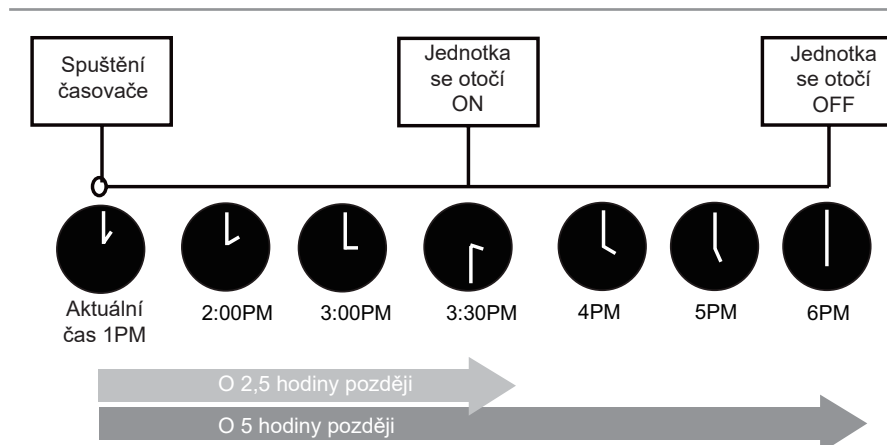 Spuštění
časovače
Jednotka
se otočí
ON
Jednotka
se otočí
OFF
Aktuální
čas 1PM
2:00PM
3:00PM
3:30PM
4PM
5PM
6PM
O 2,5 hodiny později
O 5 hodiny později